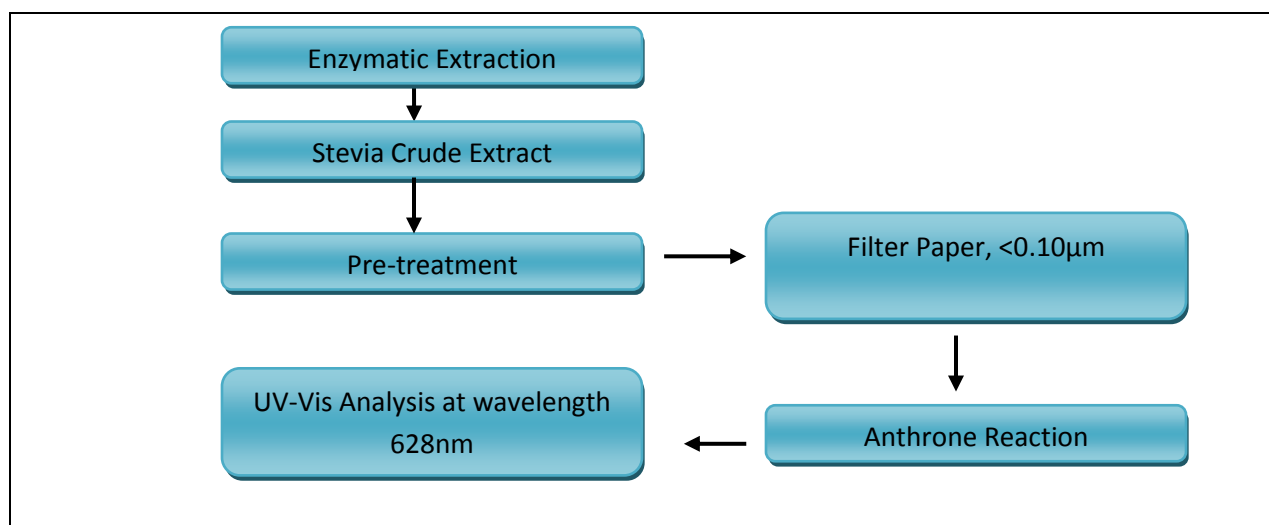 Enzymatic Extraction
Stevia Crude Extract
Pre-treatment
Filter Paper, <0.10µm
Anthrone Reaction
UV-Vis Analysis at wavelength
628nm